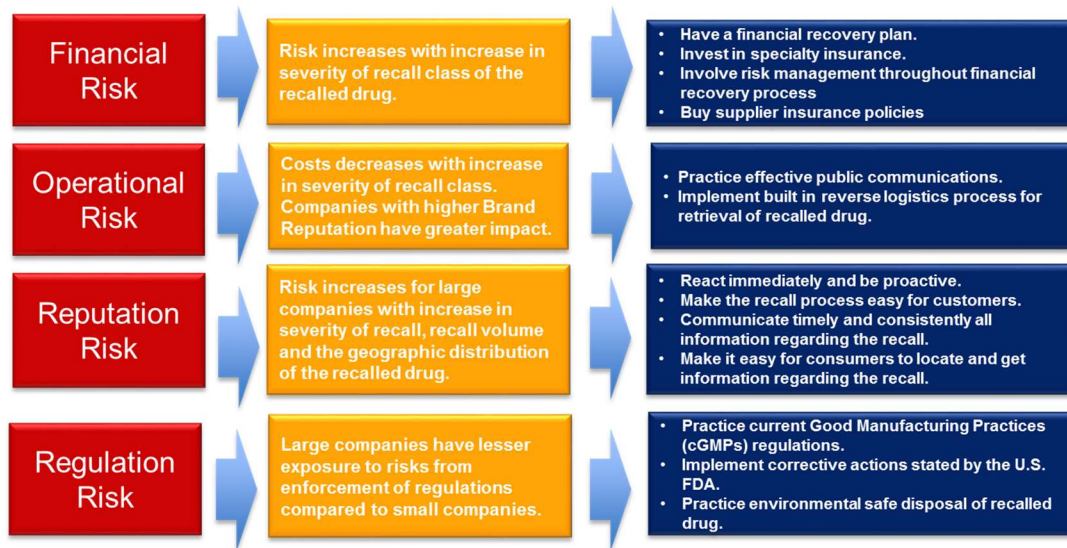 Financial
Risk
Risk increases with increase in
severity of recall class of the
recalled drug.
• Have a financial recovery plan.
• Invest in specialty insurance.
• Involve risk management throughout financial
recovery process
• Buy supplier insurance policies
Operational
Risk
Costs decreases with increase
in severity of recall class.
Companies with higher Brand
Reputation have greater impact.
• Practice effective public communications.
• Implement built in reverse logistics process for
retrieval of recalled drug.
Reputation
Risk
Risk increases for large
companies with increase in
severity of recall, recall volume
and the geographic distribution
of the recalled drug.
• React immediately and be proactive.
• Make the recall process easy for customers.
• Communicate timely and consistently all
information regarding the recall.
• Make it easy for consumers to locate and get
information regarding the recall.
Regulation
Risk
Large companies have lesser
exposure to risks from
enforcement of regulations
compared to small companies.
• Practice current Good Manufacturing Practices
(cGMPs) regulations.
• Implement corrective actions stated by the U.S.
FDA.
• Practice environmental safe disposal of recalled
drug.